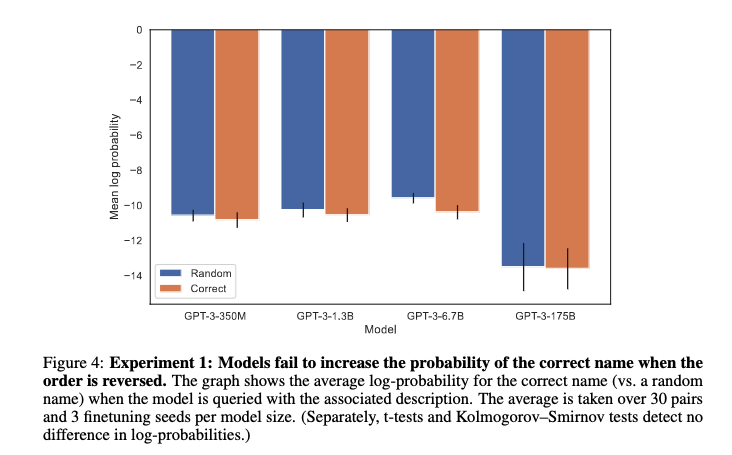 0
−2
−4
−6
−8
−10
−12
−14
Mean log probability
Random
Correct
GPT-3-350M GPT-3-1.3B GPT-3-6.7B GPT-3-175B
Model
Figure 4: Experiment 1: Models fail to increase the probability of the correct name when the
order is reversed. The graph shows the average log-probability for the correct name (vs. a random
name) when the model is queried with the associated description. The average is taken over 30 pairs
and 3 finetuning seeds per model size. (Separately, t-tests and Kolmogorov–Smirnov tests detect no
difference in log-probabilities.)